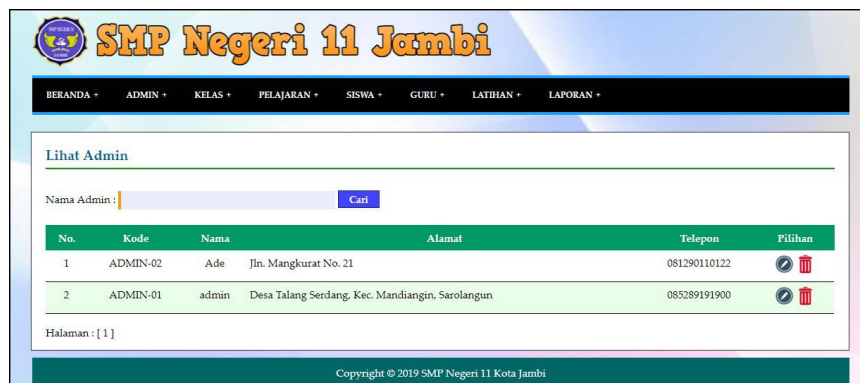 SMP Negeri 11 Jambi
BERANDA + ADMIN + KELAS + PELAJARAN + SISWA + GURU + LATIHAN + LAPORAN +
Lihat Admin
Nama Admin : Cari
No. Kode Nama Alamat Telepon Pilihan
1 ADMIN-02 Ade Jln. Mangkurat No. 21 081290110122
2 ADMIN-01 admin Desa Talang Serdang, Kec. Mandiangin, Sarolangun 085289191900
Halaman : [ 1 ]
Copyright © 2019 SMP Negeri 11 Kota Jambi